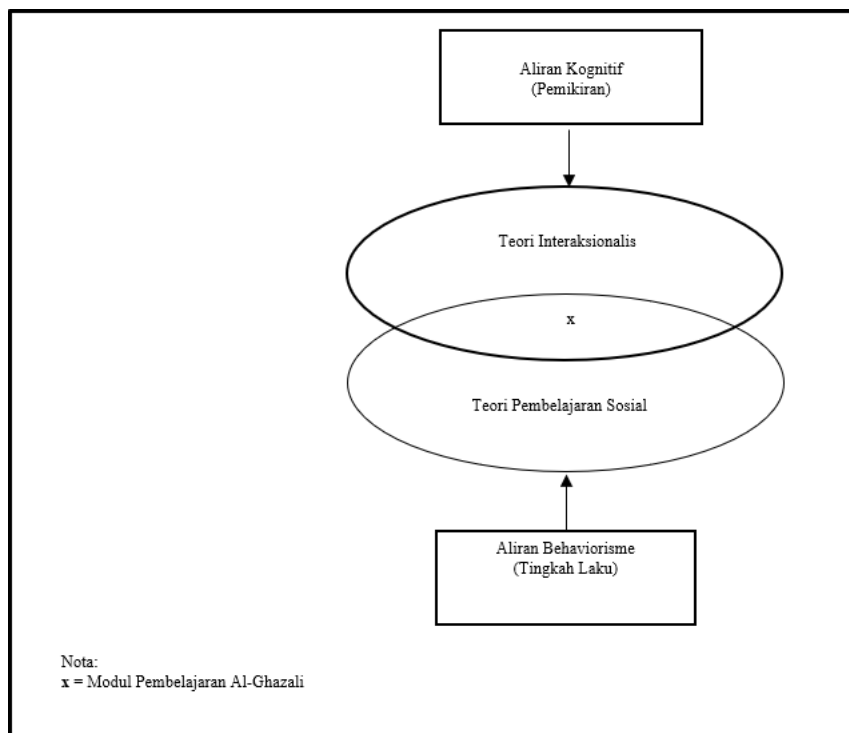 Aliran Kognitif
(Pemikiran)
Teori Interaksionalis
x
Teori Pembelajaran Sosial
Aliran Behaviorisme
(Tingkah Laku)
Nota:
x = Modul Pembelajaran Al-Ghazali